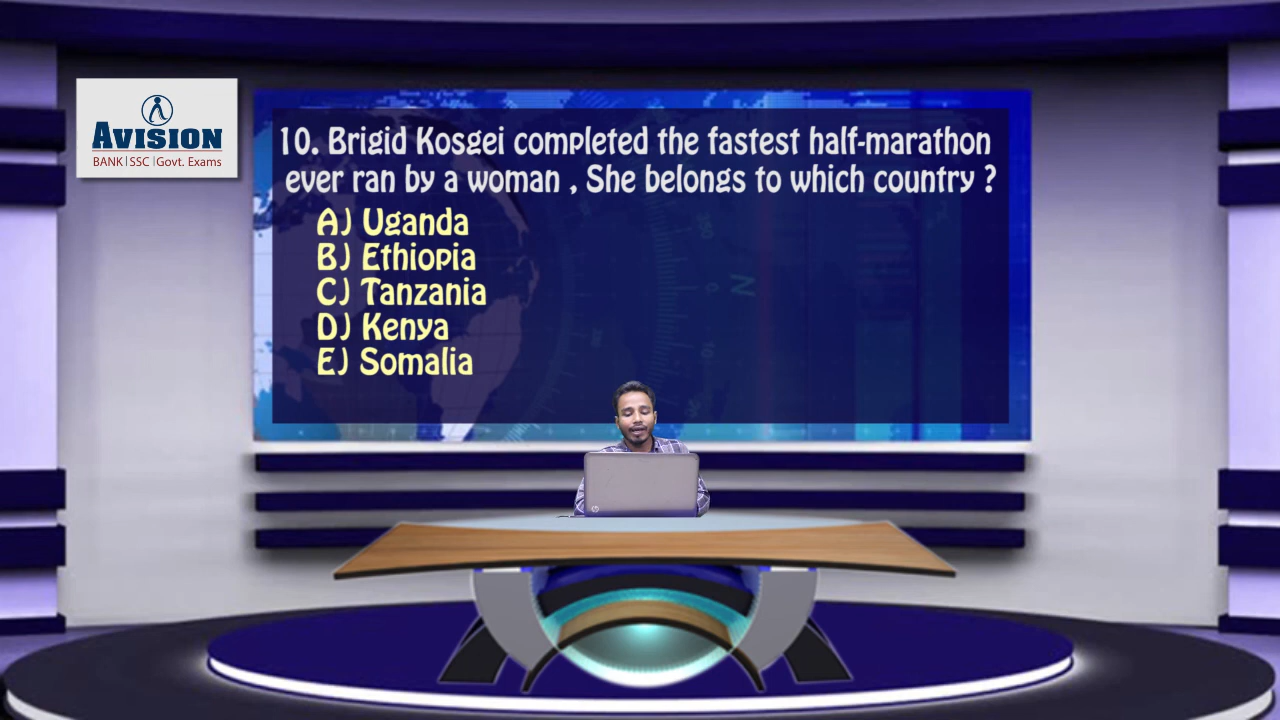 AVISION
BANK|SSC|Govt. Exams
10. Brigid Kosgei completed the fastest half-marathon
ever ran by a woman , She belongs to which country ?
A) Uganda
B) Ethiopia
C) Tanzania
D) Kenya
E) Somalia
N
hp